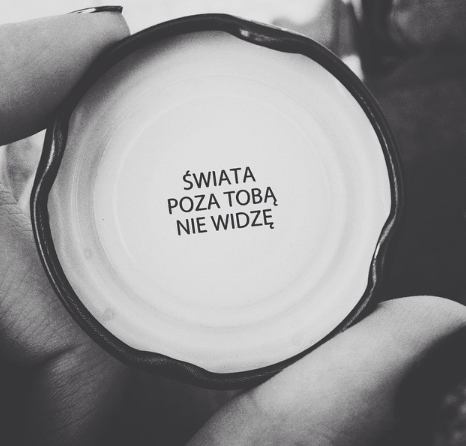 ŚWIATA
POZA TOBĄ
NIE WIDZĘ